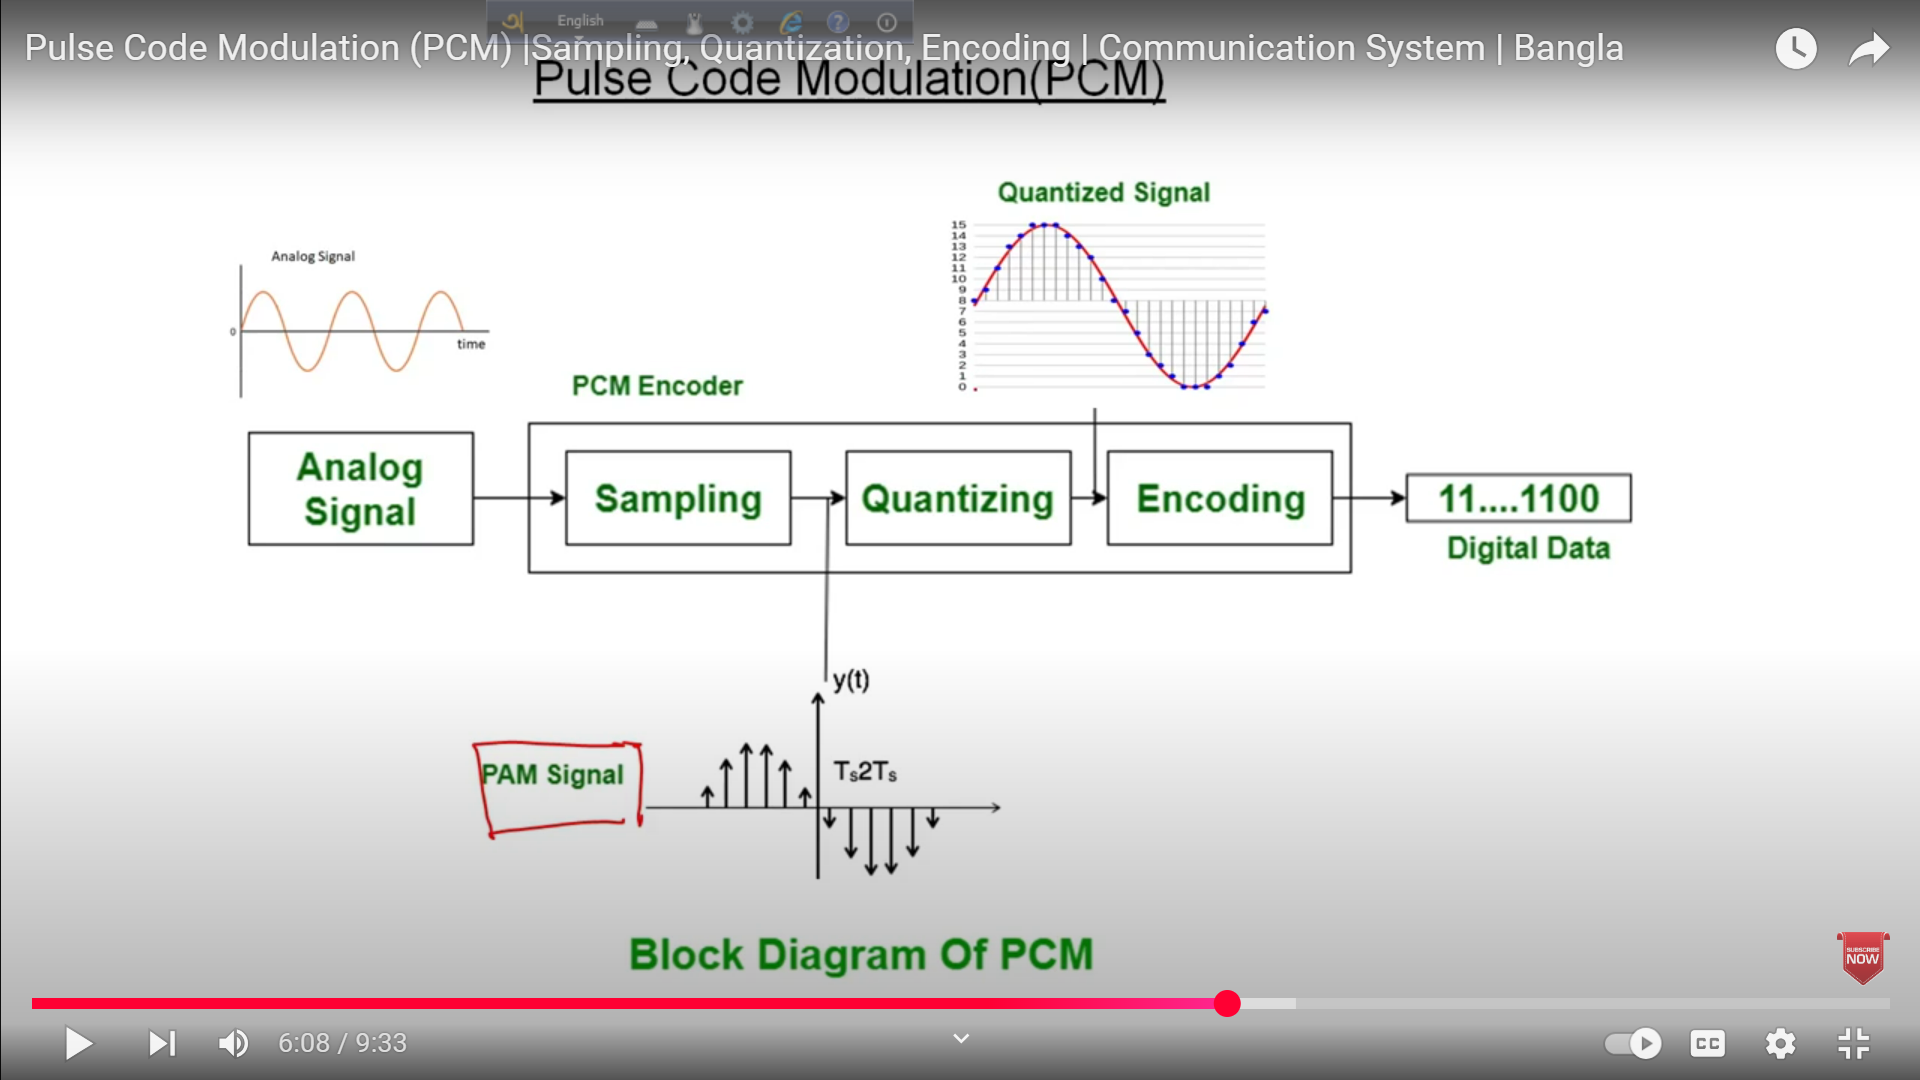 English
Pulse Code Modulation (PCM) |Sampling, Quantization, Encoding | Communication System | Bangla
Pulse Code Modulation(PCM)
Quantized Signal
15
14
13
12
11
10
9
8
7
6
5
4
3
2
1
0
Analog Signal
0
time
PCM Encoder
Analog
Signal
Sampling
Quantizing
Encoding
11....1100
Digital Data
y(t)
PAM Signal
Ts2Ts
Block Diagram Of PCM
SUBSCRIBE
NOW
6:08 / 9:33
CC